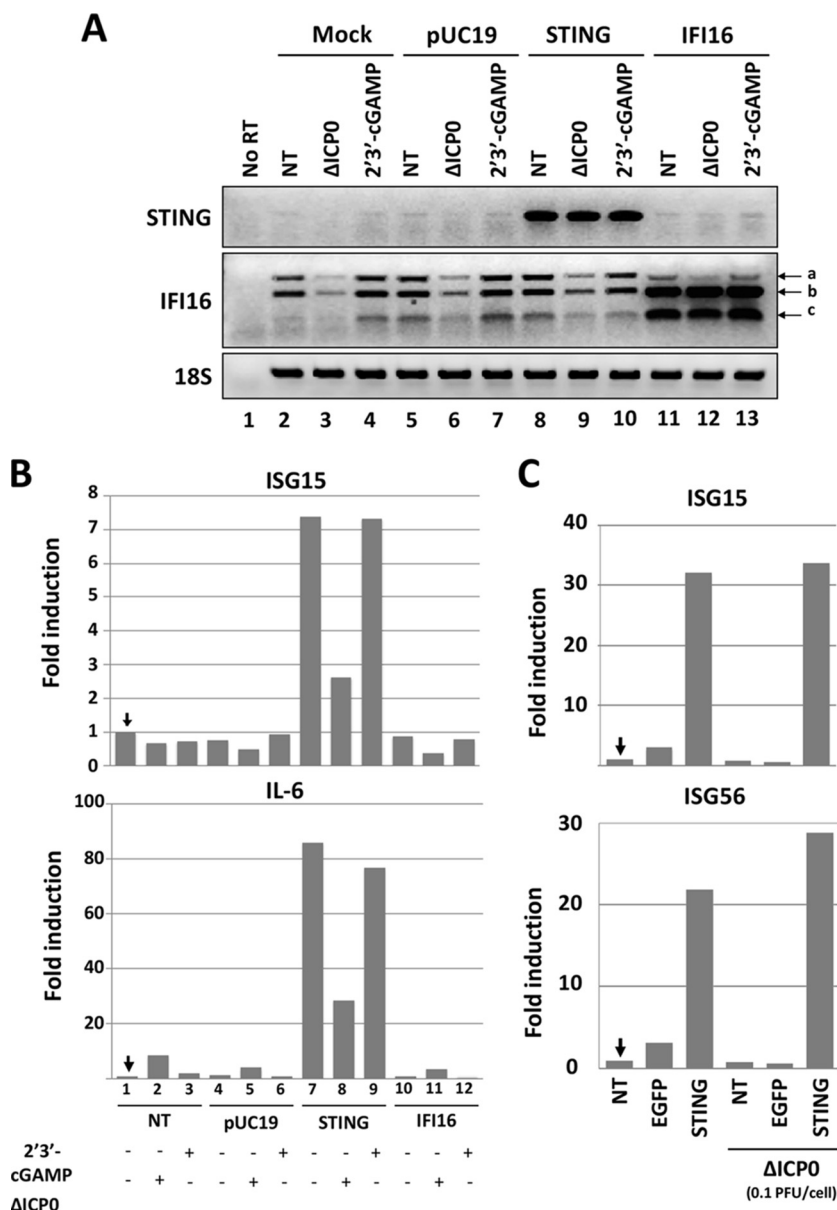 A
Mock pUC19 STING IFI16
No RT NT ΔICP0 2'3'-cGAMP NT ΔICP0 2'3'-cGAMP NT ΔICP0 2'3'-cGAMP NT ΔICP0 2'3'-cGAMP
STING
IFI16
a
b
c
18S
1 2 3 4 5 6 7 8 9 10 11 12 13
B
ISG15
Fold induction
8
7
6
5
4
3
2
1
0
IL-6
Fold induction
100
80
60
40
20
1 2 3 4 5 6 7 8 9 10 11 12
NT pUC19 STING IFI16
2'3'- - - + - - + - - + - - +
cGAMP - + - - + - - + - - + -
ΔICP0
C
ISG15
Fold induction
40
30
20
10
0
ISG56
Fold induction
30
20
10
0
NT EGFP STING NT EGFP STING
ΔICP0
(0.1 PFU/cell)